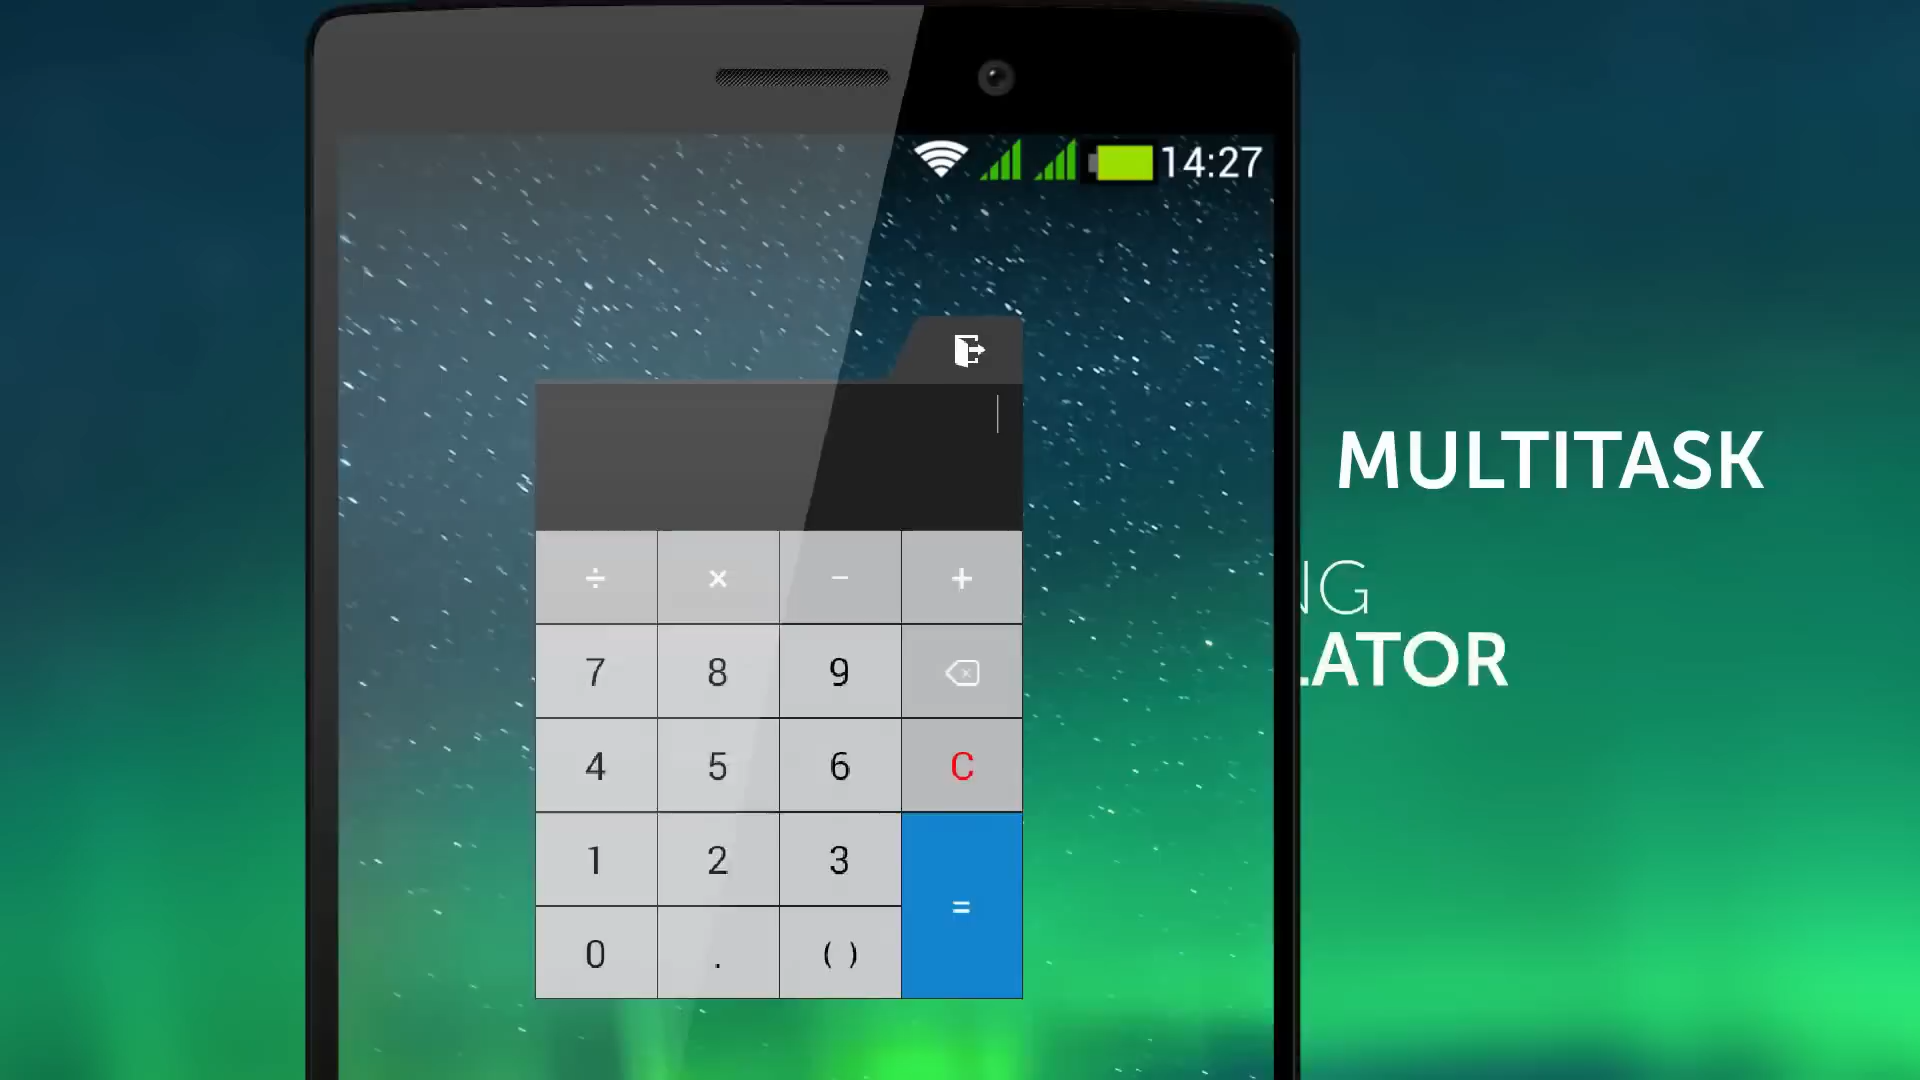 14:27
MULTITASK
NG
LATOR
÷ × − +
7 8 9
4 5 6 C
1 2 3
0 . ( ) =